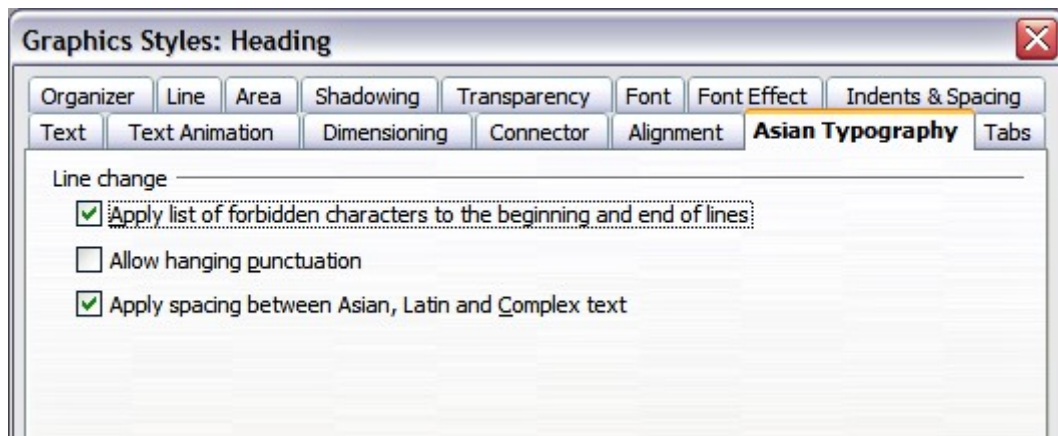 Graphics Styles: Heading
Organizer Line Area Shadowing Transparency Font Font Effect Indents & Spacing
Text Text Animation Dimensioning Connector Alignment Asian Typography Tabs
Line change
Apply list of forbidden characters to the beginning and end of lines
Allow hanging punctuation
Apply spacing between Asian, Latin and Complex text